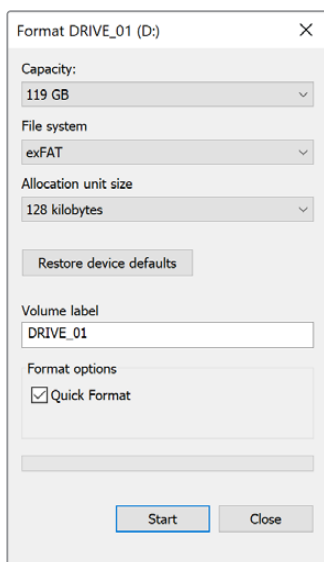 Format DRIVE_01 (D:)
Capacity:
119 GB
File system
exFAT
Allocation unit size
128 kilobytes
Restore device defaults
Volume label
DRIVE_01
Format options
Quick Format
Start Close